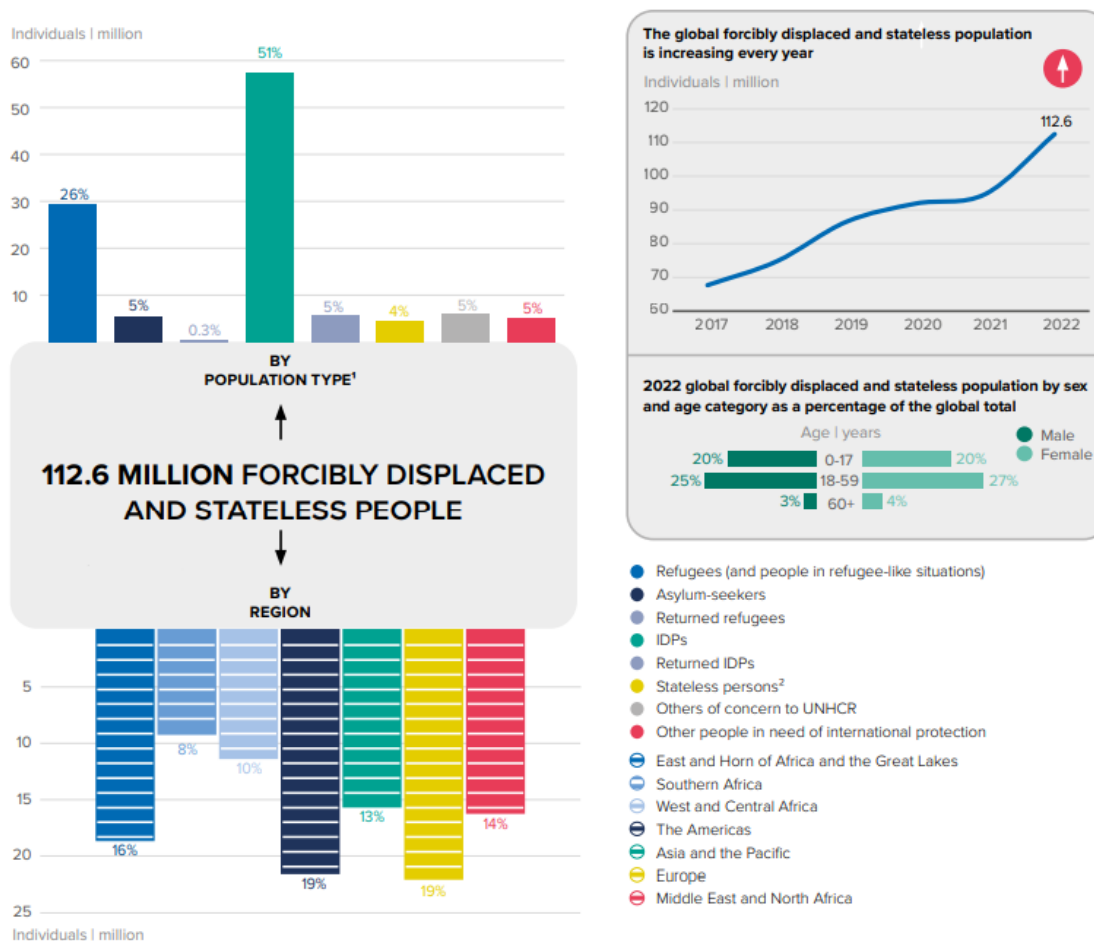 Individuals | million
60
50
40
30
20
10
26%
5%
0.3%
51%
5%
4%
5%
5%
BY
POPULATION TYPE¹
112.6 MILLION FORCIBLY DISPLACED
AND STATELESS PEOPLE
BY
REGION
5
10
15
20
25
16%
8%
10%
19%
13%
19%
14%
Individuals | million
The global forcibly displaced and stateless population
is increasing every year
Individuals | million
120
110
100
90
80
70
60
112.6
2017 2018 2019 2020 2021 2022
2022 global forcibly displaced and stateless population by sex
and age category as a percentage of the global total
Age | years
Male
Female
20% 0-17 20%
25% 18-59 27%
3% 60+ 4%
Refugees (and people in refugee-like situations)
Asylum-seekers
Returned refugees
IDPs
Returned IDPs
Stateless persons²
Others of concern to UNHCR
Other people in need of international protection
East and Horn of Africa and the Great Lakes
Southern Africa
West and Central Africa
The Americas
Asia and the Pacific
Europe
Middle East and North Africa